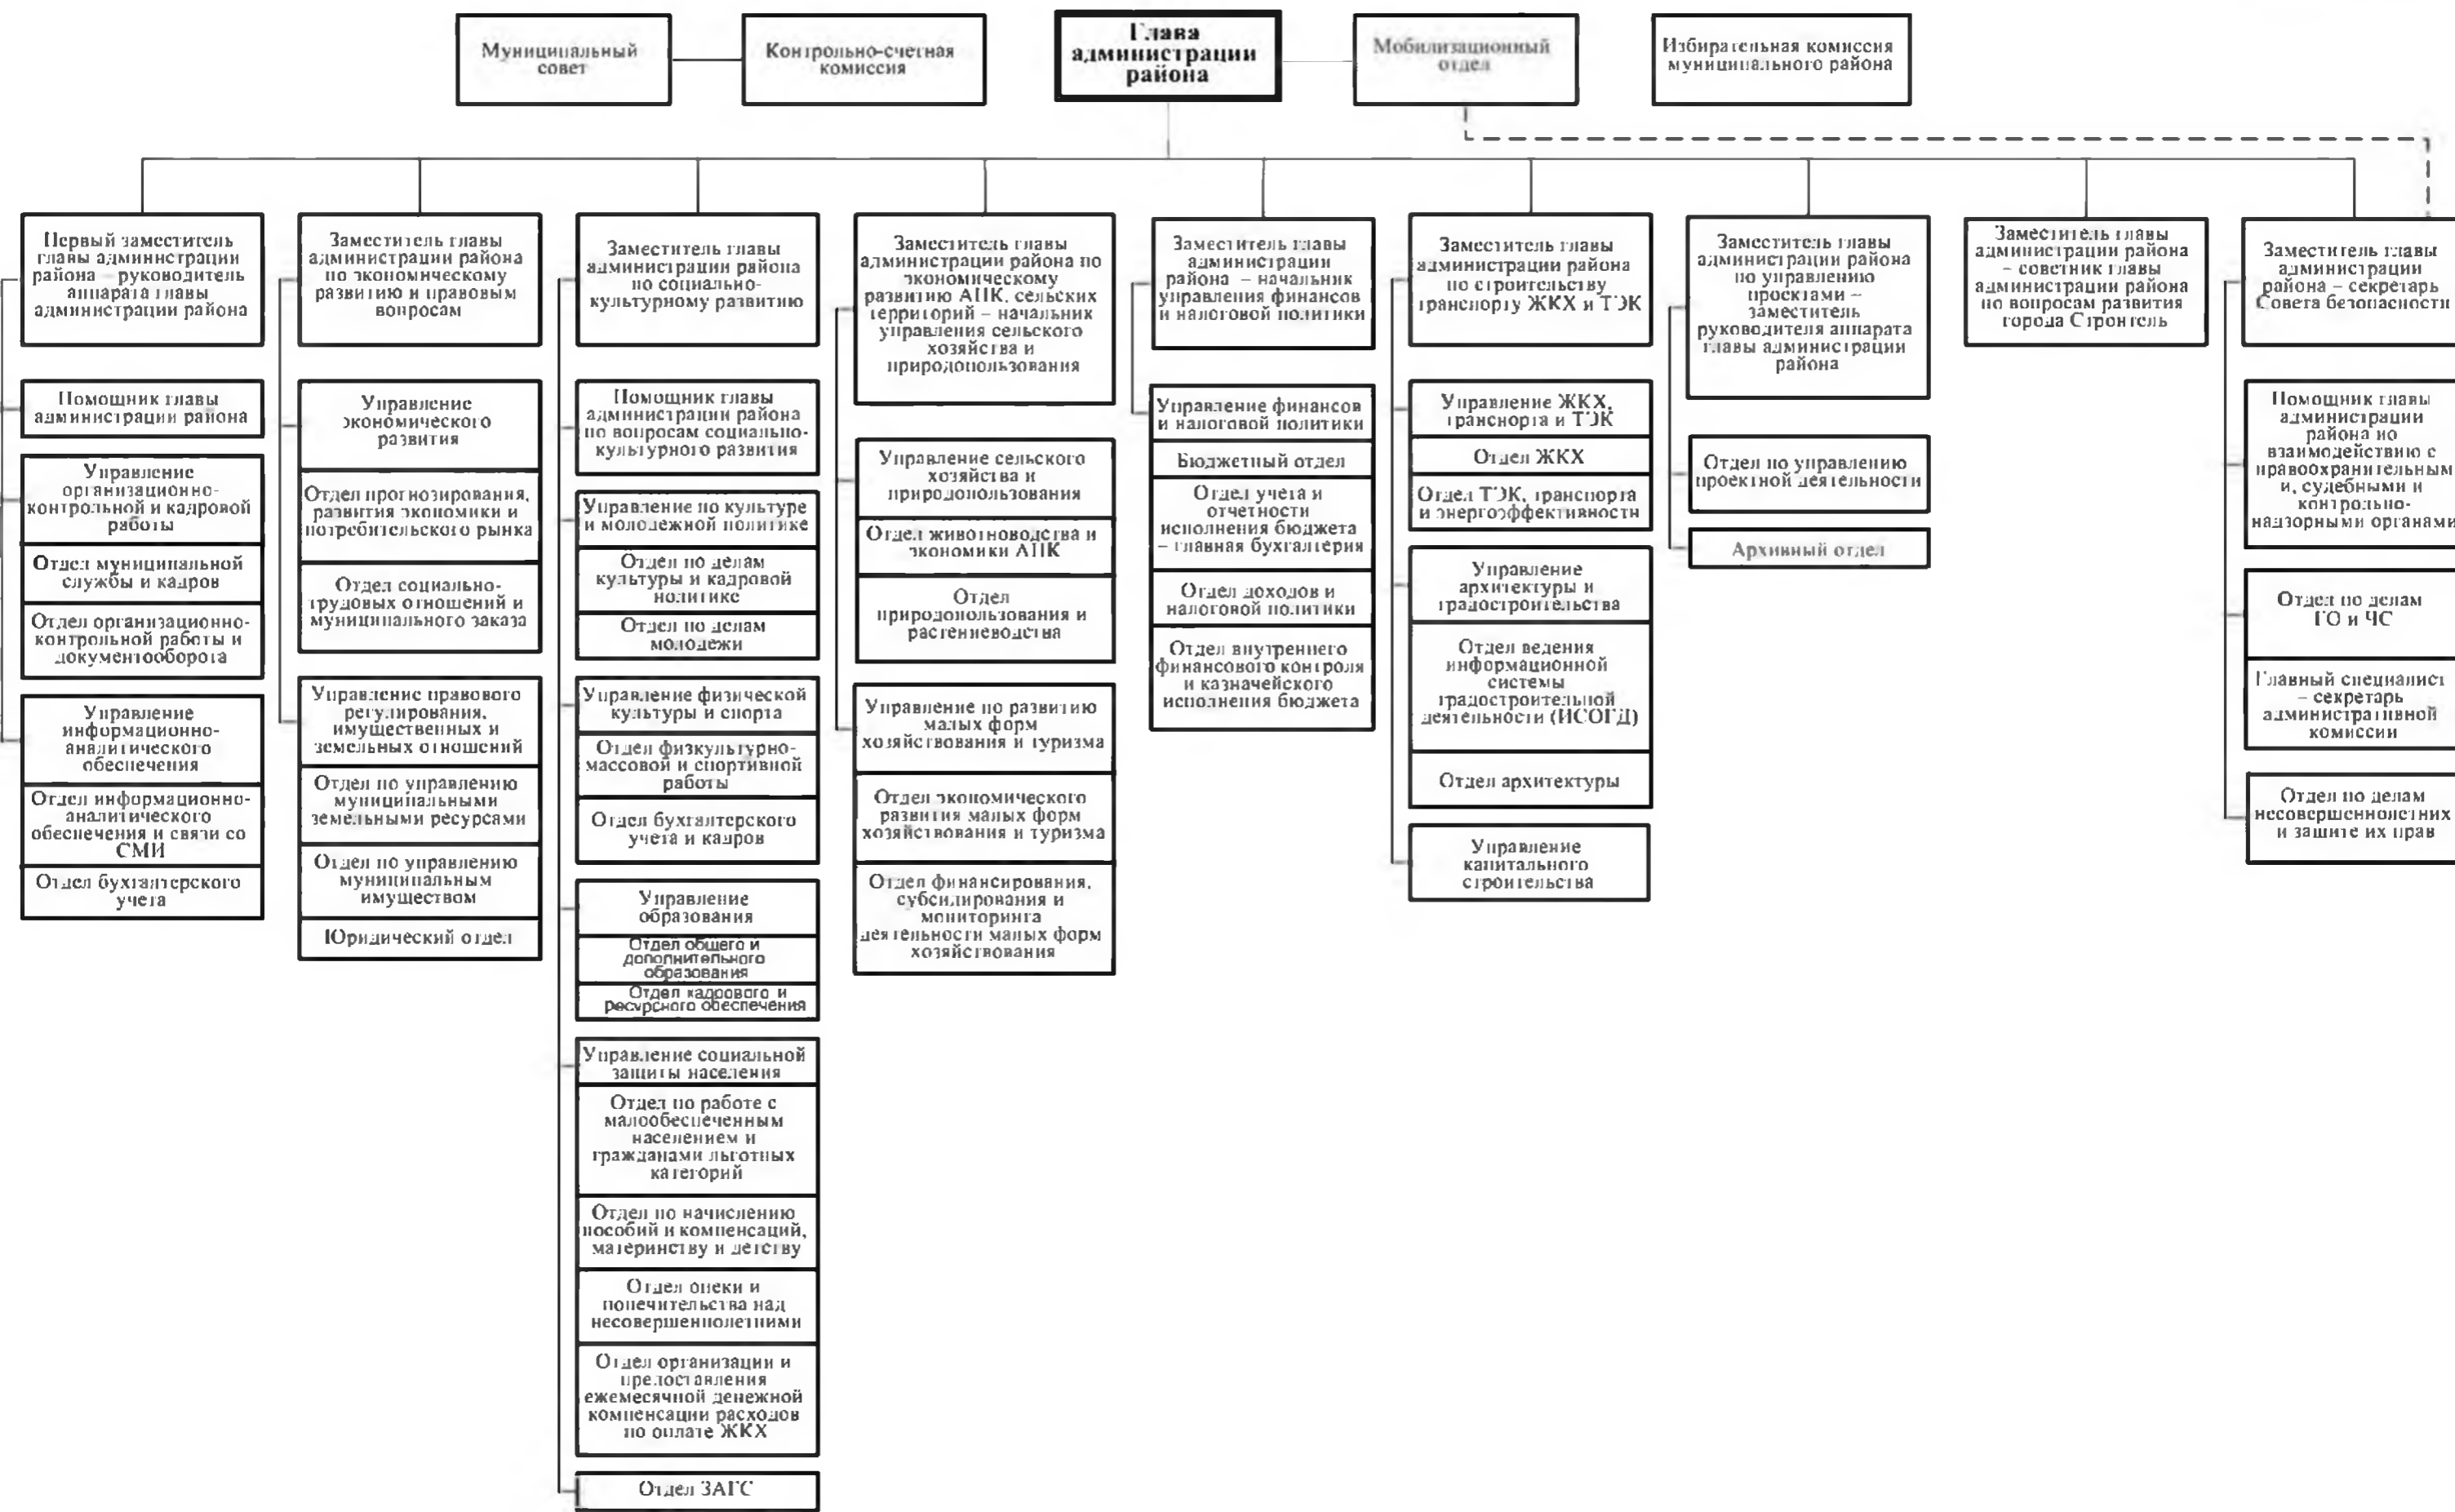 Муниципальный
совет
Контрольно-счетная
комиссия
Глава
администрации
района
Мобилизационный
отдел
Избирательная комиссия
муниципального района
Первый заместитель
главы администрации
района – руководитель
аппарата главы
администрации района
Помощник главы
администрации района
Управление
организационно-
контрольной и кадровой
работы
Отдел муниципальной
службы и кадров
Отдел организационно-
контрольной работы и
документооборота
Управление
информационно-
аналитического
обеспечения
Отдел информационно-
аналитического
обеспечения и связи со
СМИ
Отдел бухгалтерского
учета
Заместитель главы
администрации района
по экономическому
развитию и правовым
вопросам
Управление
экономического
развития
Отдел прогнозирования,
развития экономики и
потребительского рынка
Отдел социально-
трудовых отношений и
муниципального заказа
Управление правового
регулирования,
имущественных и
земельных отношений
Отдел по управлению
муниципальными
земельными ресурсами
Отдел по управлению
муниципальным
имуществом
Юридический отдел
Заместитель главы
администрации района
по социально-
культурному развитию
Помощник главы
администрации района
по вопросам социально-
культурного развития
Управление по культуре
и молодежной политике
Отдел по делам
культуры и кадровой
политике
Отдел по делам
молодежи
Управление физической
культуры и спорта
Отдел физкультурно-
массовой и спортивной
работы
Отдел бухгалтерского
учета и кадров
Управление
образования
Отдел общего и
дополнительного
образования
Отдел кадрового и
ресурсного обеспечения
Управление социальной
защиты населения
Отдел по работе с
малообеспеченным
населением и
гражданами льготных
категорий
Отдел по начислению
пособий и компенсаций,
материнству и детству
Отдел опеки и
попечительства над
несовершеннолетними
Отдел организации и
предоставления
ежемесячной денежной
компенсации расходов
по оплате ЖКХ
Отдел ЗАГС
Заместитель главы
администрации района по
экономическому
развитию АПК, сельских
территорий – начальник
управления сельского
хозяйства и
природопользования
Управление сельского
хозяйства и
природопользования
Отдел животноводства и
экономики АПК
Отдел
природопользования и
растениеводства
Управление по развитию
малых форм
хозяйствования и туризма
Отдел экономического
развития малых форм
хозяйствования и туризма
Отдел финансирования,
субсидирования и
мониторинга
деятельности малых форм
хозяйствования
Заместитель главы
администрации
района – начальник
управления финансов
и налоговой политики
Управление финансов
и налоговой политики
Бюджетный отдел
Отдел учета и
отчетности
исполнения бюджета
– главная бухгалтерия
Отдел доходов и
налоговой политики
Отдел внутреннего
финансового контроля
и казначейского
исполнения бюджета
Заместитель главы
администрации района
по строительству
транспорту ЖКХ и ТЭК
Управление ЖКХ,
транспорта и ТЭК
Отдел ЖКХ
Отдел ТЭК, транспорта
и энергоэффективности
Управление
архитектуры и
градостроительства
Отдел ведения
информационной
системы
градостроительной
деятельности (ИСОГД)
Отдел архитектуры
Управление
капитального
строительства
Заместитель главы
администрации района
по управлению
проектами –
заместитель
руководителя аппарата
главы администрации
района
Отдел по управлению
проектной деятельности
Архивный отдел
Заместитель главы
администрации района
– советник главы
администрации района
по вопросам развития
города Строитель
Заместитель главы
администрации
района – секретарь
Совета безопасности
Помощник главы
администрации
района по
взаимодействию с
правоохранительным
и, судебными и
контрольно-
надзорными органами
Отдел по делам
ГО и ЧС
Главный специалист
– секретарь
административной
комиссии
Отдел по делам
несовершеннолетних
и защите их прав